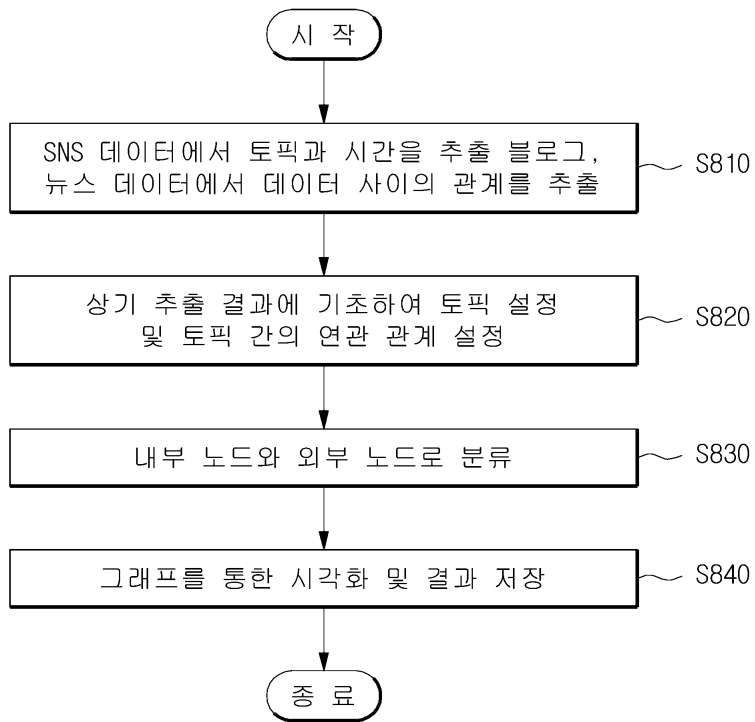 시 작
SNS 데이터에서 토픽과 시간을 추출 블로그,
뉴스 데이터에서 데이터 사이의 관계를 추출
S810
상기 추출 결과에 기초하여 토픽 설정
및 토픽 간의 연관 관계 설정
S820
내부 노드와 외부 노드로 분류
S830
그래프를 통한 시각화 및 결과 저장
S840
종 료